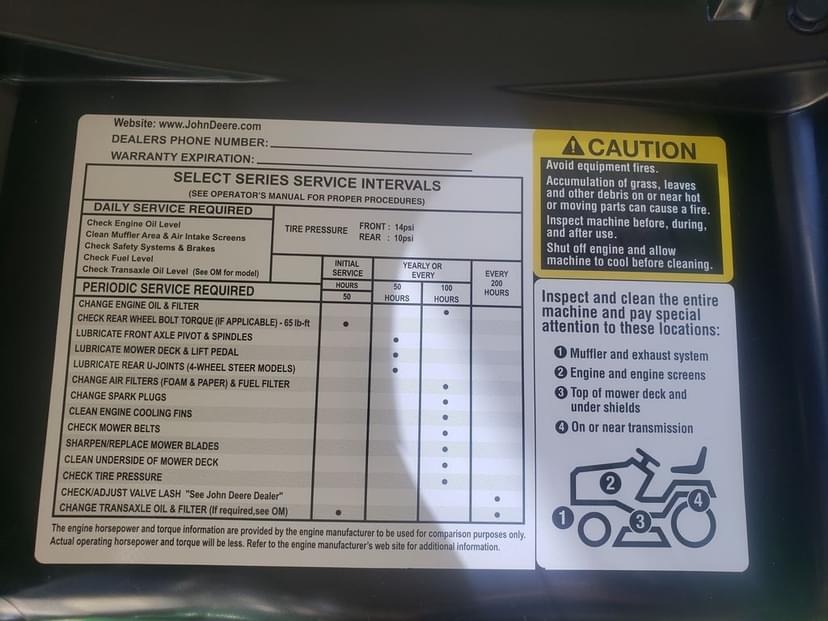 Website: www.JohnDeere.com
DEALERS PHONE NUMBER:
WARRANTY EXPIRATION:
SELECT SERIES SERVICE INTERVALS
(SEE OPERATOR'S MANUAL FOR PROPER PROCEDURES)
DAILY SERVICE REQUIRED
Check Engine Oil Level
Clean Muffler Area & Air Intake Screens
Check Safety Systems & Brakes
Check Fuel Level
Check Transaxle Oil Level (See OM for model)
TIRE PRESSURE
FRONT : 14psi
REAR : 10psi
PERIODIC SERVICE REQUIRED
INITIAL
SERVICE
HOURS
50
YEARLY OR
EVERY
50
HOURS
100
HOURS
EVERY
200
HOURS
CHANGE ENGINE OIL & FILTER
CHECK REAR WHEEL BOLT TORQUE (IF APPLICABLE) - 65 lb-ft
LUBRICATE FRONT AXLE PIVOT & SPINDLES
LUBRICATE MOWER DECK & LIFT PEDAL
LUBRICATE REAR U-JOINTS (4-WHEEL STEER MODELS)
CHANGE AIR FILTERS (FOAM & PAPER) & FUEL FILTER
CHANGE SPARK PLUGS
CLEAN ENGINE COOLING FINS
CHECK MOWER BELTS
SHARPEN/REPLACE MOWER BLADES
CLEAN UNDERSIDE OF MOWER DECK
CHECK TIRE PRESSURE
CHECK/ADJUST VALVE LASH "See John Deere Dealer"
CHANGE TRANSAXLE OIL & FILTER (If required,see OM)
The engine horsepower and torque information are provided by the engine manufacturer to be used for comparison purposes only.
Actual operating horsepower and torque will be less. Refer to the engine manufacturer's web site for additional information.
CAUTION
Avoid equipment fires.
Accumulation of grass, leaves
and other debris on or near hot
or moving parts can cause a fire.
Inspect machine before, during,
and after use.
Shut off engine and allow
machine to cool before cleaning.
Inspect and clean the entire
machine and pay special
attention to these locations:
1 Muffler and exhaust system
2 Engine and engine screens
3 Top of mower deck and
under shields
4 On or near transmission
2
4
1
3